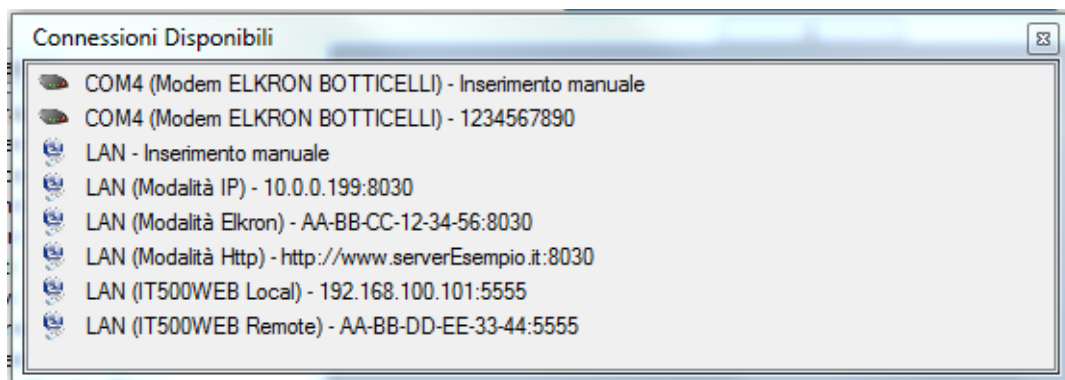 Connessioni Disponibili
COM4 (Modem ELKRON BOTTICELLI) - Inserimento manuale
COM4 (Modem ELKRON BOTTICELLI) - 1234567890
LAN - Inserimento manuale
LAN (Modalità IP) - 10.0.0.199:8030
LAN (Modalità Elkron) - AA-BB-CC-12-34-56:8030
LAN (Modalità Http) - http://www.serverEsempio.it:8030
LAN (IT500WEB Local) - 192.168.100.101:5555
LAN (IT500WEB Remote) - AA-BB-DD-EE-33-44:5555